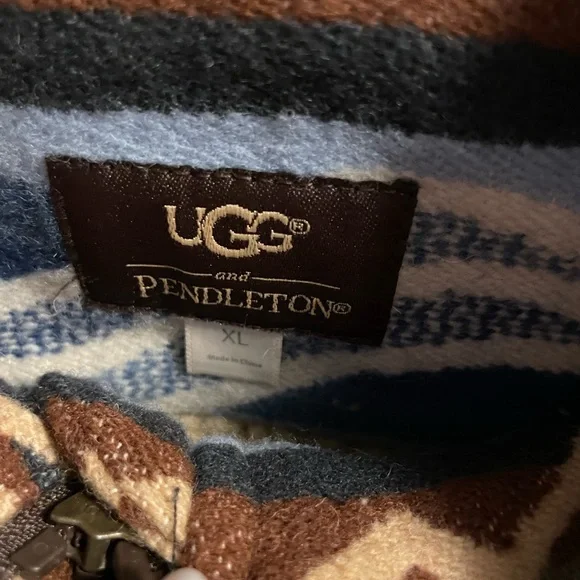 UGG®
and
PENDLETON®
XL
Made in China